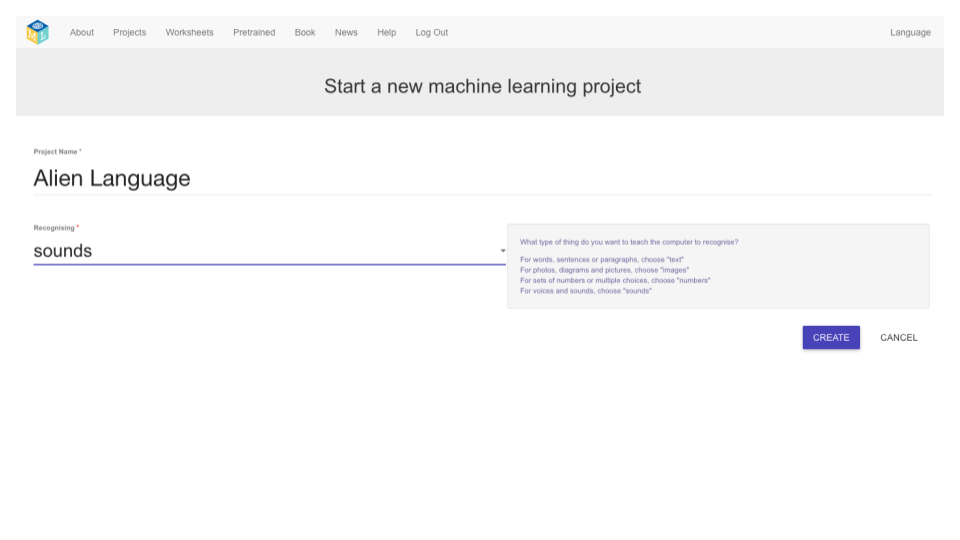 About Projects Worksheets Pretrained Book News Help Log Out Language
Start a new machine learning project
Project Name *
Alien Language
Recognising *
sounds
What type of thing do you want to teach the computer to recognise?
For words, sentences or paragraphs, choose "text"
For photos, diagrams and pictures, choose "images"
For sets of numbers or multiple choices, choose "numbers"
For voices and sounds, choose "sounds"
CREATE CANCEL